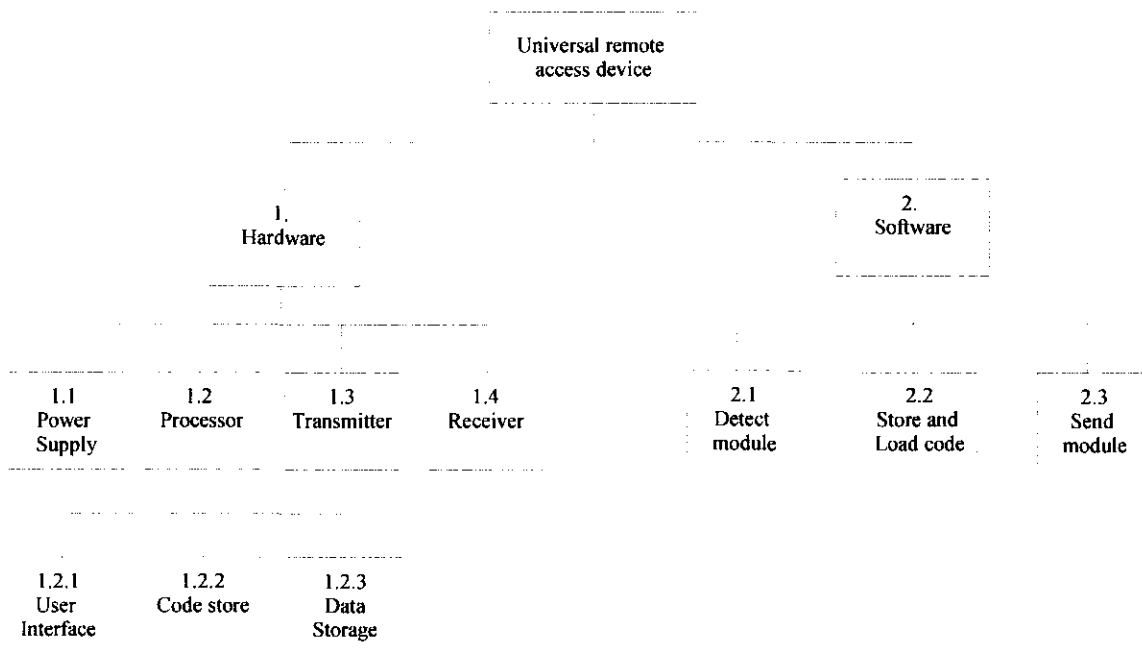 Universal remote
access device
1.
Hardware
2.
Software
1.1
Power
Supply
1.2
Processor
1.3
Transmitter
1.4
Receiver
2.1
Detect
module
2.2
Store and
Load code
2.3
Send
module
1.2.1
User
Interface
1.2.2
Code store
1.2.3
Data
Storage